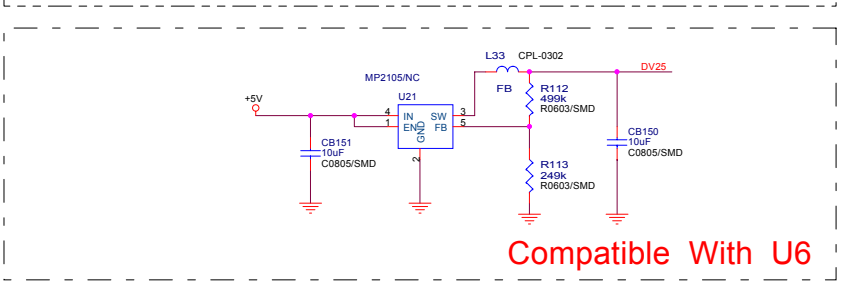 L33 CPL-0302
DV25
MP2105/NC
FB
R112
499k
R0603/SMD
U21
+5V
4 IN SW 3
1 EN FB 5
GND
2
CB151
10uF
C0805/SMD
CB150
10uF
C0805/SMD
R113
249k
R0603/SMD
Compatible With U6